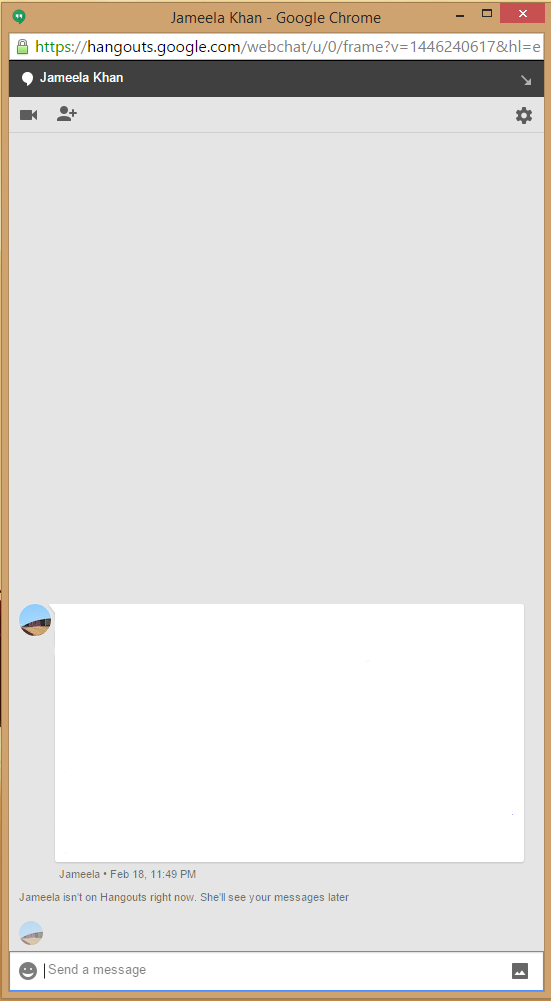 Jameela Khan - Google Chrome
https://hangouts.google.com/webchat/u/0/frame?v=1446240617&hl=e
Jameela Khan
Jameela • Feb 18, 11:49 PM
Jameela isn't on Hangouts right now. She'll see your messages later
Send a message